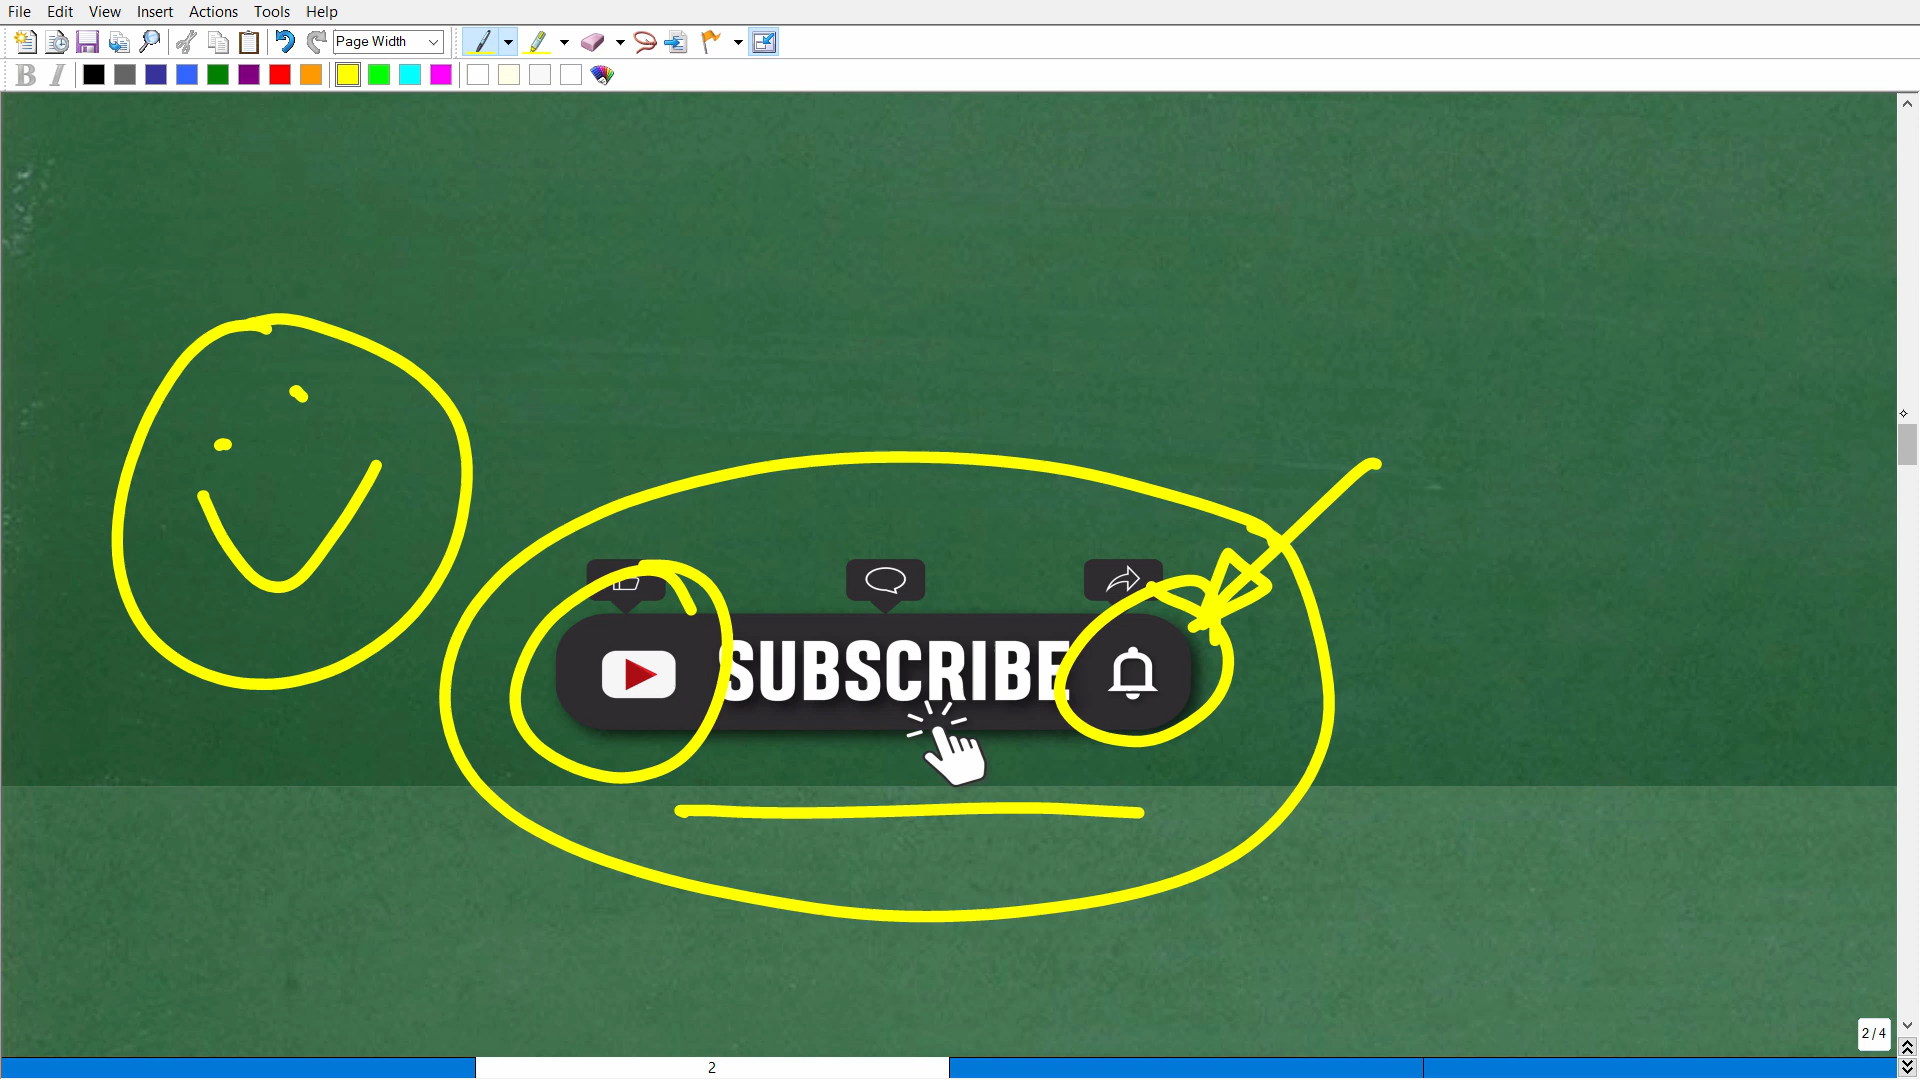 File Edit View Insert Actions Tools Help
Page Width
B I
SUBSCRIBE
2 / 4
2